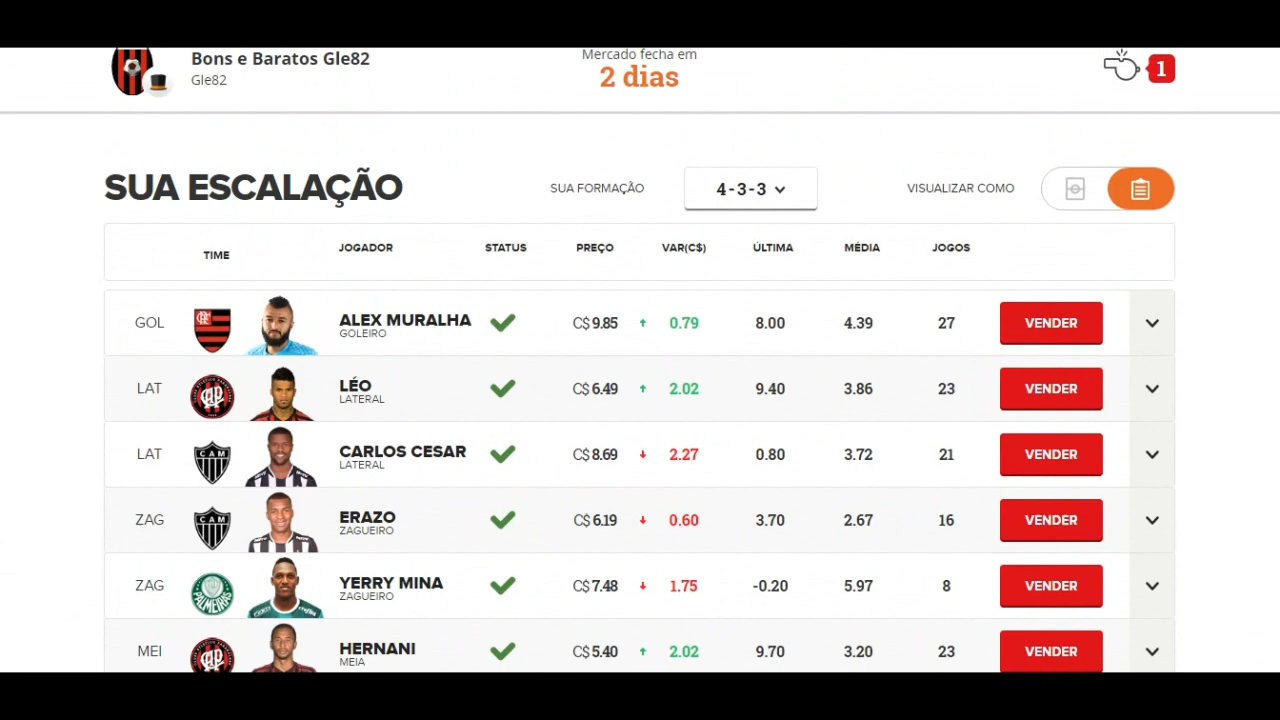 Bons e Baratos Gle82
Gle82
Mercado fecha em
2 dias
1
SUA ESCALAÇÃO
SUA FORMAÇÃO
4-3-3
VISUALIZAR COMO
TIME JOGADOR STATUS PREÇO VAR(C$) ÚLTIMA MÉDIA JOGOS
GOL ALEX MURALHA C$ 9.85 0.79 8.00 4.39 27 VENDER
GOLEIRO
LAT LÉO C$ 6.49 2.02 9.40 3.86 23 VENDER
LATERAL
LAT CAM CARLOS CESAR C$ 8.69 2.27 0.80 3.72 21 VENDER
LATERAL
ZAG CAM ERAZO C$ 6.19 0.60 3.70 2.67 16 VENDER
ZAGUEIRO
ZAG PALMEIRAS YERRY MINA C$ 7.48 1.75 -0.20 5.97 8 VENDER
ZAGUEIRO
MEI HERNANI C$ 5.40 2.02 9.70 3.20 23 VENDER
MEIA